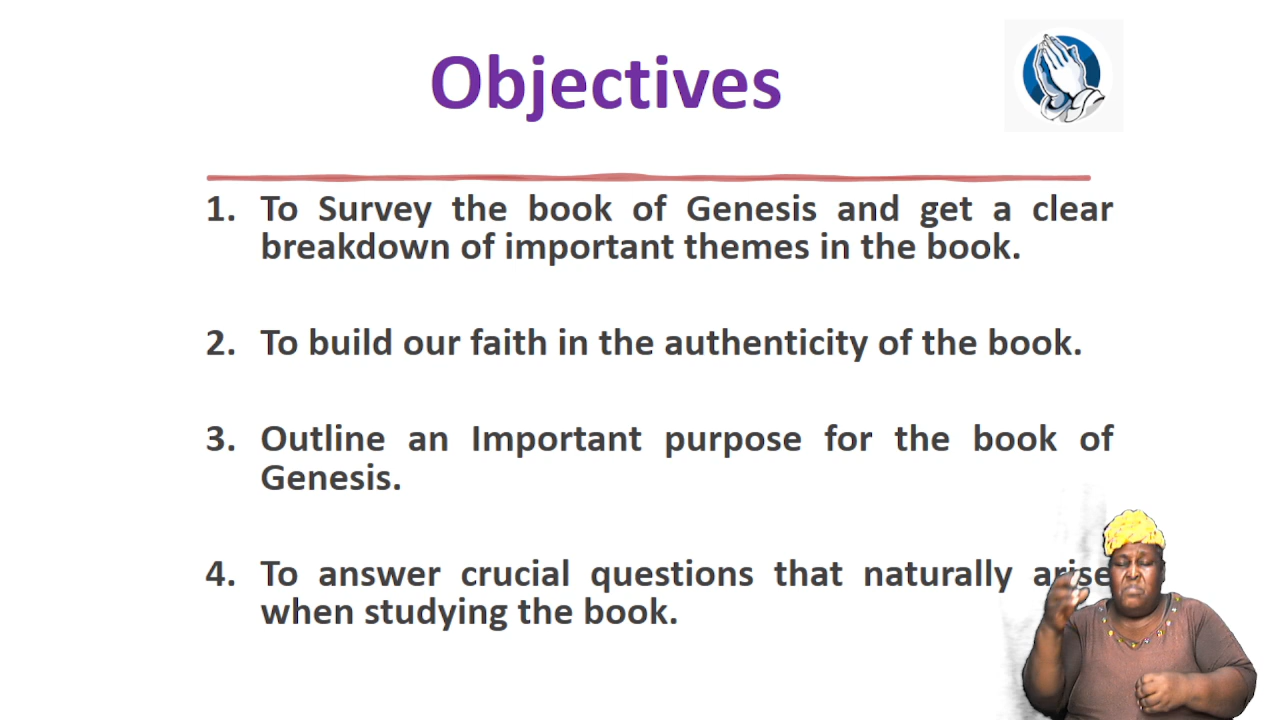 Objectives
1. To Survey the book of Genesis and get a clear
breakdown of important themes in the book.
2. To build our faith in the authenticity of the book.
3. Outline an Important purpose for the book of
Genesis.
4. To answer crucial questions that naturally arise
when studying the book.